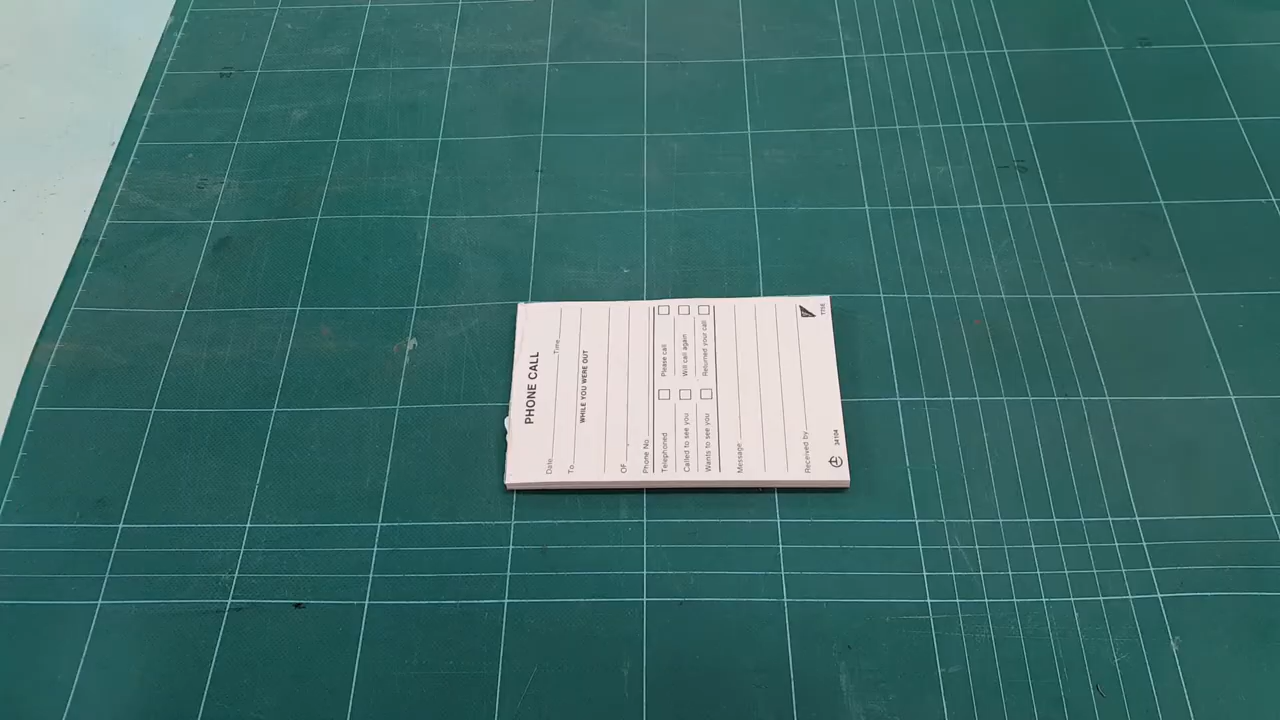 PHONE CALL
Date Time
To
WHILE YOU WERE OUT
OF
Phone No
Telephoned Please call
Called to see you Will call again
Wants to see you Returned your call
Message
Received by
34104